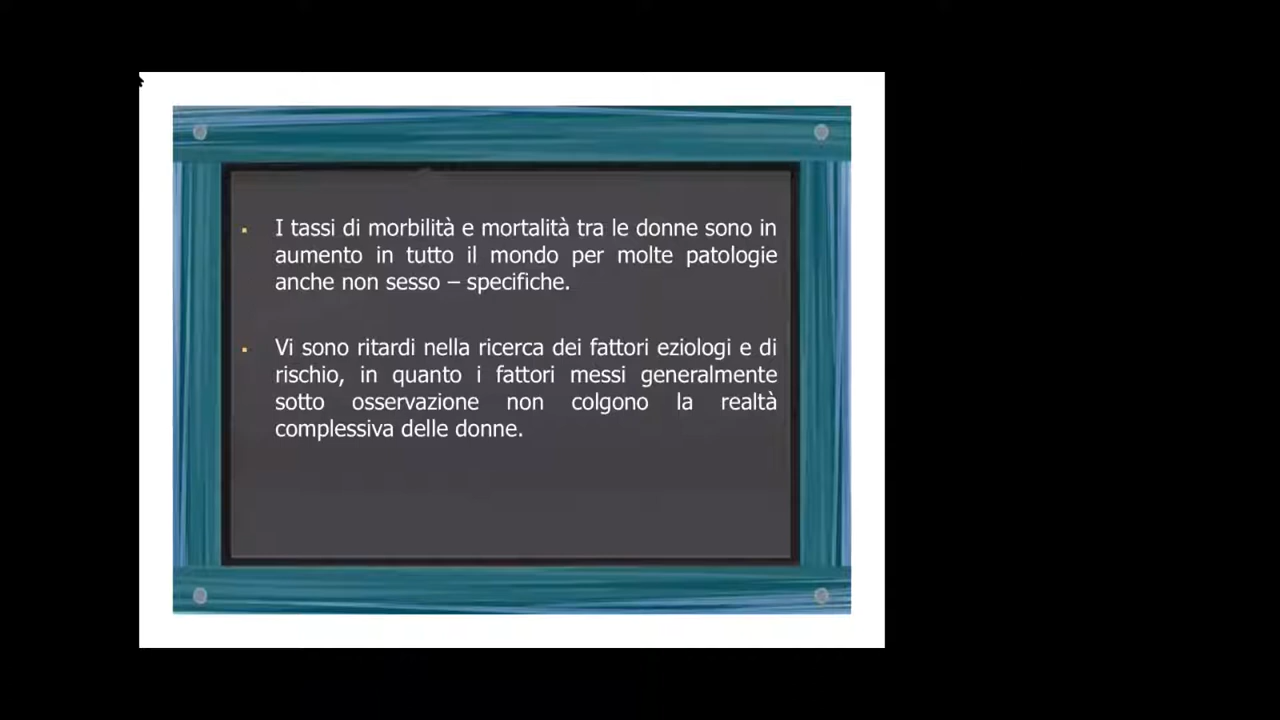 I tassi di morbilità e mortalità tra le donne sono in
aumento in tutto il mondo per molte patologie
anche non sesso – specifiche.
Vi sono ritardi nella ricerca dei fattori eziologi e di
rischio, in quanto i fattori messi generalmente
sotto osservazione non colgono la realtà
complessiva delle donne.